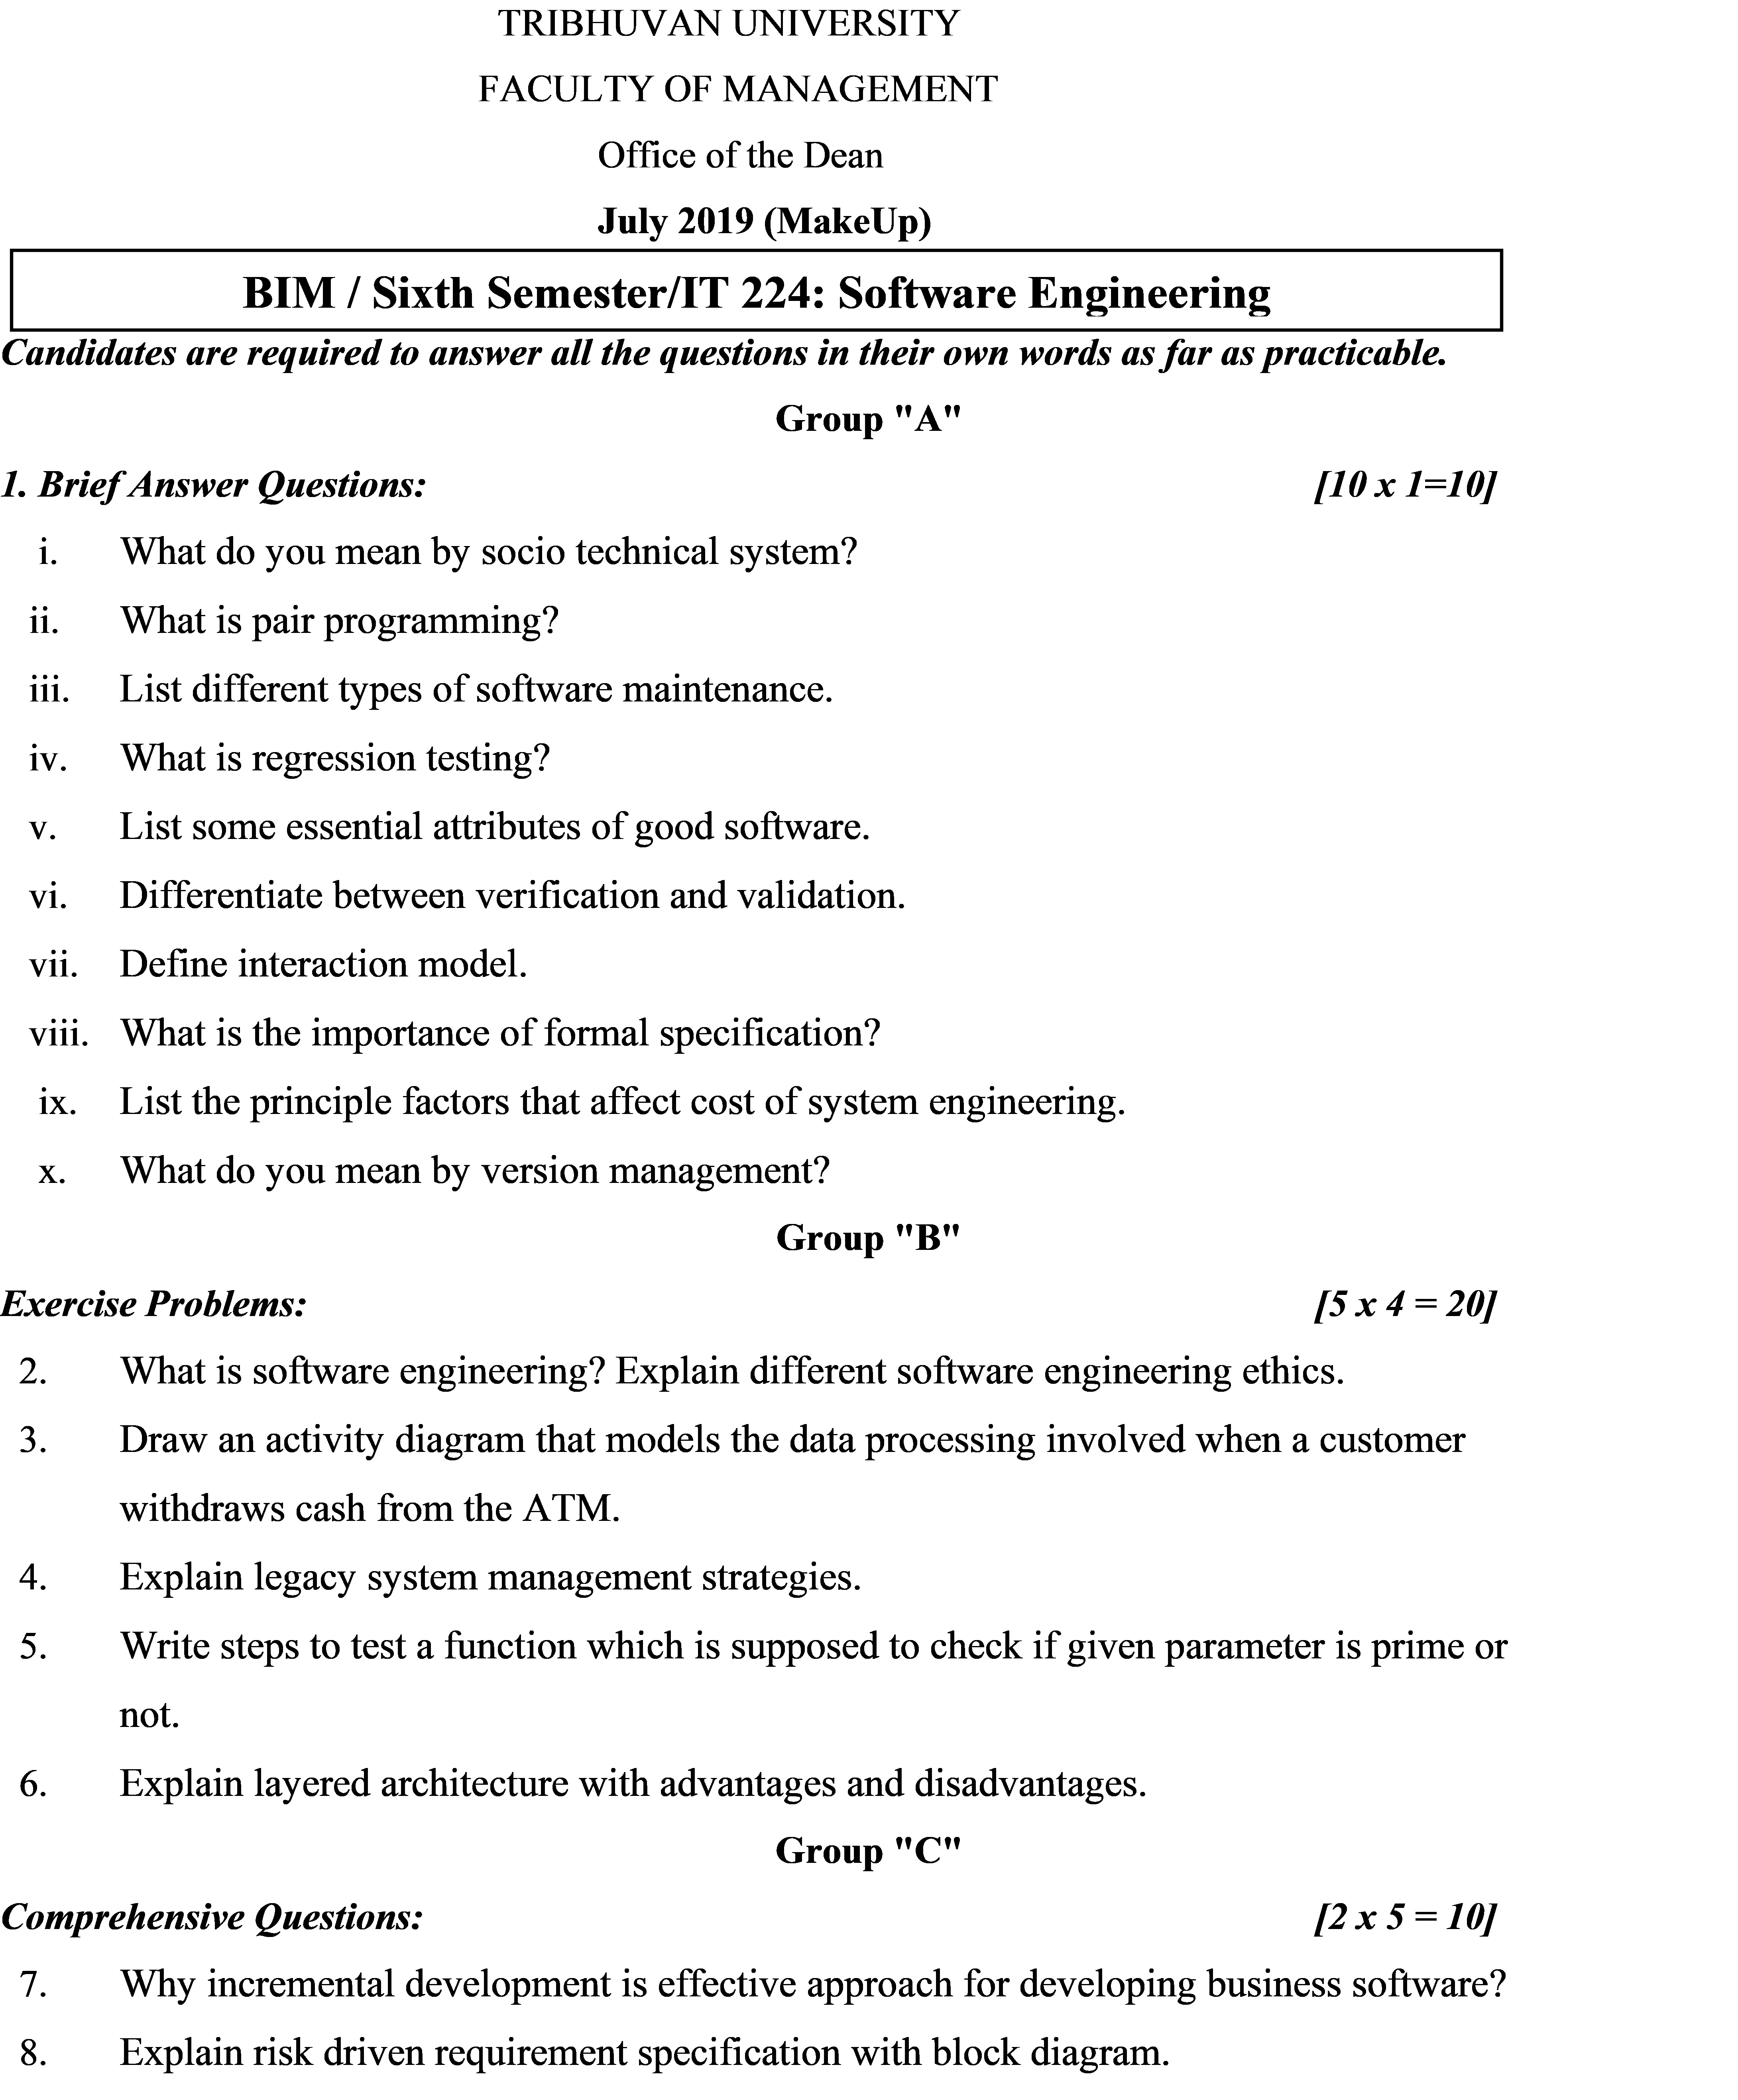 TRIBHUVAN UNIVERSITY
FACULTY OF MANAGEMENT
Office of the Dean
July 2019 (MakeUp)
BIM / Sixth Semester/IT 224: Software Engineering
Candidates are required to answer all the questions in their own words as far as practicable.
Group "A"
1. Brief Answer Questions: [10 x 1=10]
i. What do you mean by socio technical system?
ii. What is pair programming?
iii. List different types of software maintenance.
iv. What is regression testing?
v. List some essential attributes of good software.
vi. Differentiate between verification and validation.
vii. Define interaction model.
viii. What is the importance of formal specification?
ix. List the principle factors that affect cost of system engineering.
x. What do you mean by version management?
Group "B"
Exercise Problems: [5 x 4 = 20]
2. What is software engineering? Explain different software engineering ethics.
3. Draw an activity diagram that models the data processing involved when a customer
withdraws cash from the ATM.
4. Explain legacy system management strategies.
5. Write steps to test a function which is supposed to check if given parameter is prime or
not.
6. Explain layered architecture with advantages and disadvantages.
Group "C"
Comprehensive Questions: [2 x 5 = 10]
7. Why incremental development is effective approach for developing business software?
8. Explain risk driven requirement specification with block diagram.